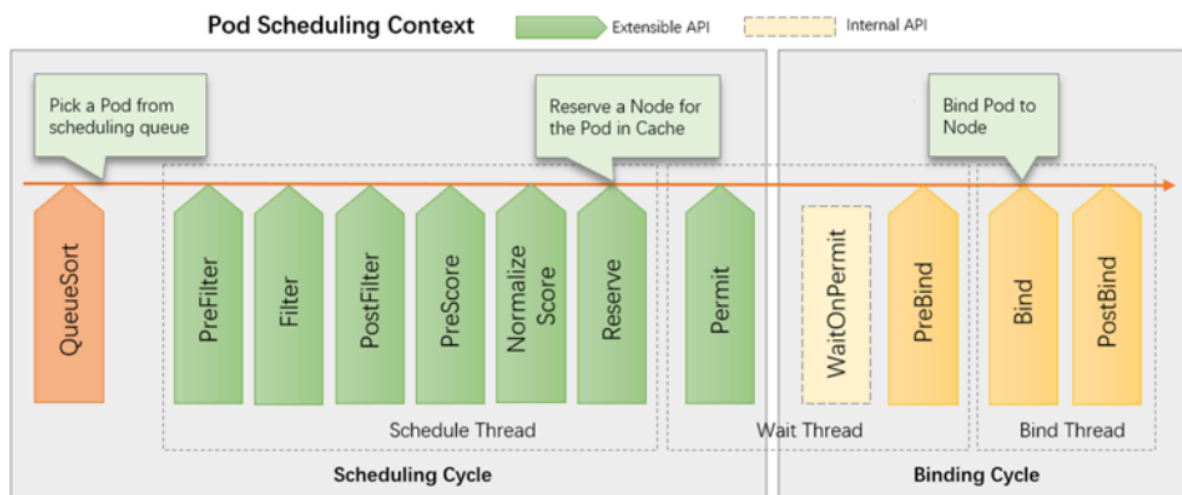 Pod Scheduling Context
Extensible API
Internal API
Pick a Pod from
scheduling queue
Reserve a Node for
the Pod in Cache
Bind Pod to
Node
QueueSort
PreFilter
Filter
PostFilter
PreScore
Normalize
Score
Reserve
Permit
WaitOnPermit
PreBind
Bind
PostBind
Schedule Thread
Wait Thread
Bind Thread
Scheduling Cycle
Binding Cycle